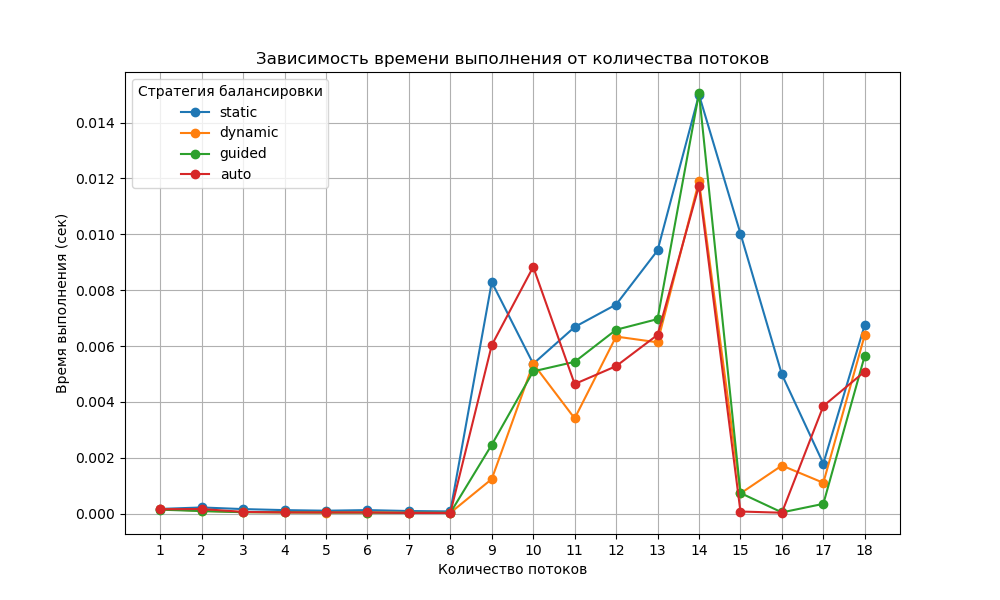 Зависимость времени выполнения от количества потоков
Стратегия балансировки
static
dynamic
guided
auto
Время выполнения (сек)
0.014
0.012
0.010
0.008
0.006
0.004
0.002
0.000
1 2 3 4 5 6 7 8 9 10 11 12 13 14 15 16 17 18
Количество потоков